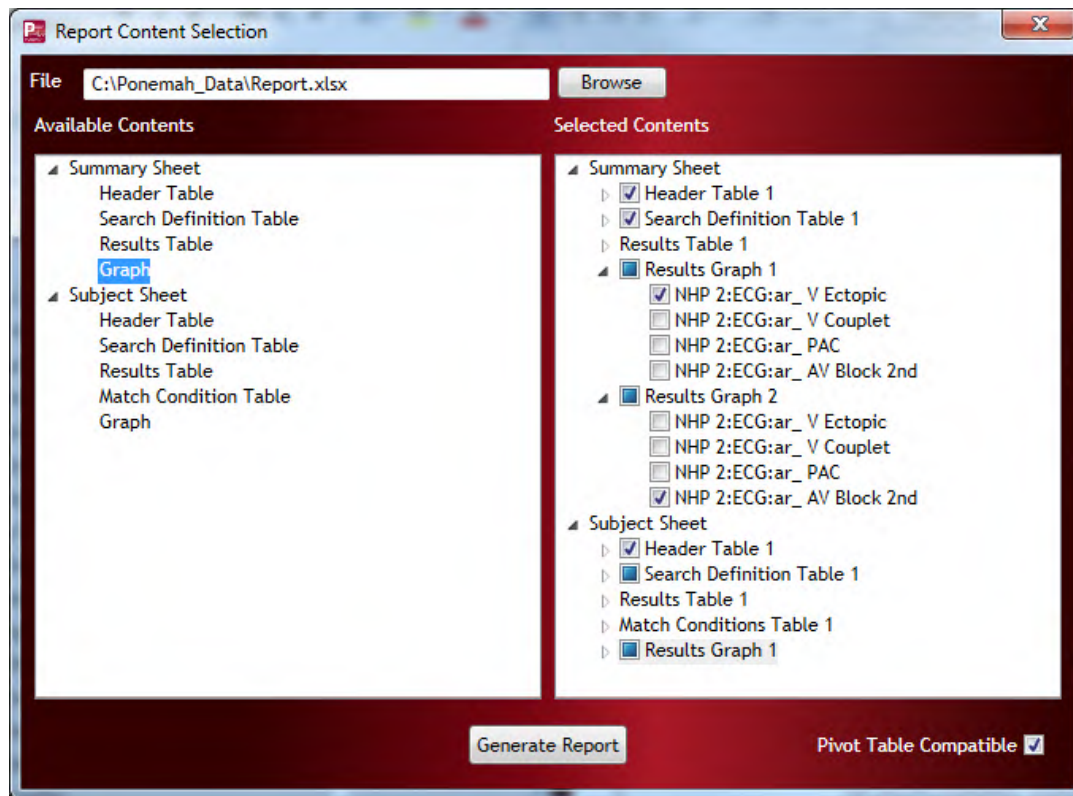 Report Content Selection
File C:\Ponemah_Data\Report.xlsx Browse
Available Contents
Summary Sheet
Header Table
Search Definition Table
Results Table
Graph
Subject Sheet
Header Table
Search Definition Table
Results Table
Match Condition Table
Graph
Selected Contents
Summary Sheet
Header Table 1
Search Definition Table 1
Results Table 1
Results Graph 1
NHP 2:ECG:ar_ V Ectopic
NHP 2:ECG:ar_ V Couplet
NHP 2:ECG:ar_ PAC
NHP 2:ECG:ar_ AV Block 2nd
Results Graph 2
NHP 2:ECG:ar_ V Ectopic
NHP 2:ECG:ar_ V Couplet
NHP 2:ECG:ar_ PAC
NHP 2:ECG:ar_ AV Block 2nd
Subject Sheet
Header Table 1
Search Definition Table 1
Results Table 1
Match Conditions Table 1
Results Graph 1
Generate Report
Pivot Table Compatible